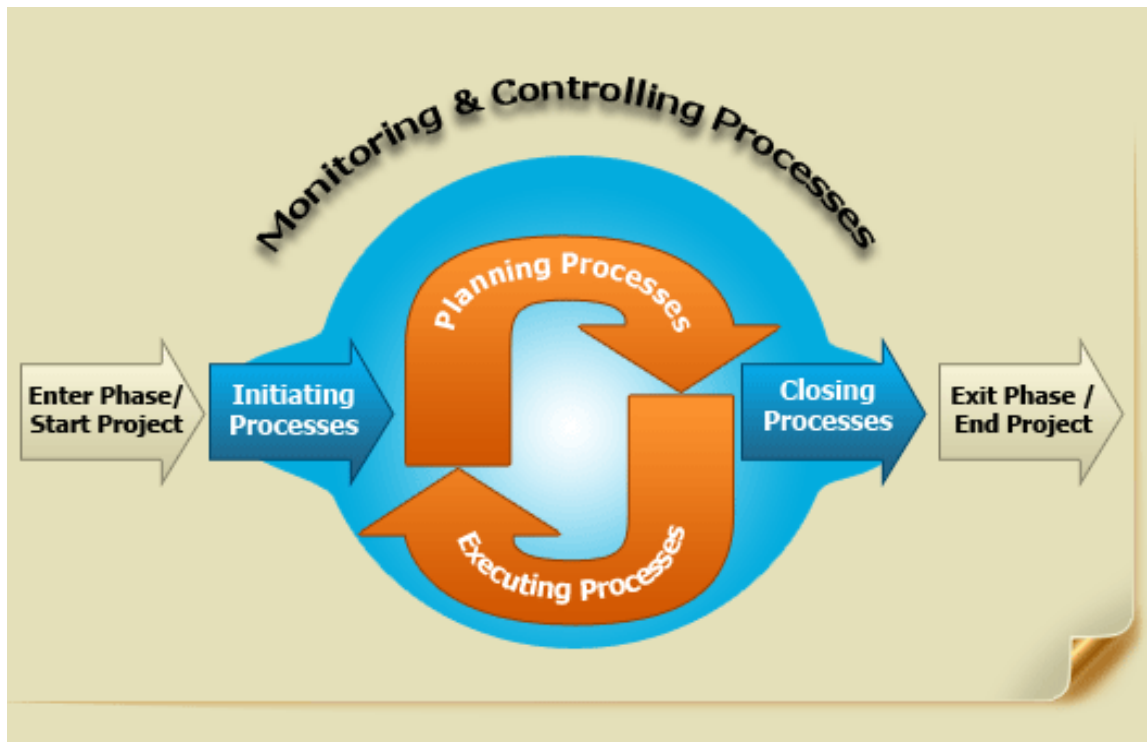 Monitoring & Controlling Processes
Planning Processes
Enter Phase/
Start Project
Initiating
Processes
Closing
Processes
Exit Phase /
End Project
Executing Processes